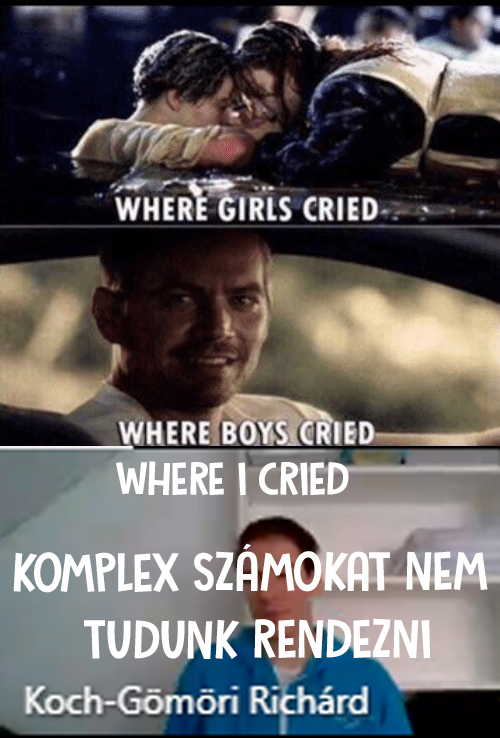 WHERE GIRLS CRIED
WHERE BOYS CRIED
WHERE I CRIED
KOMPLEX SZÁMOKAT NEM
TUDUNK RENDEZNI
Koch-Gömöri Richárd